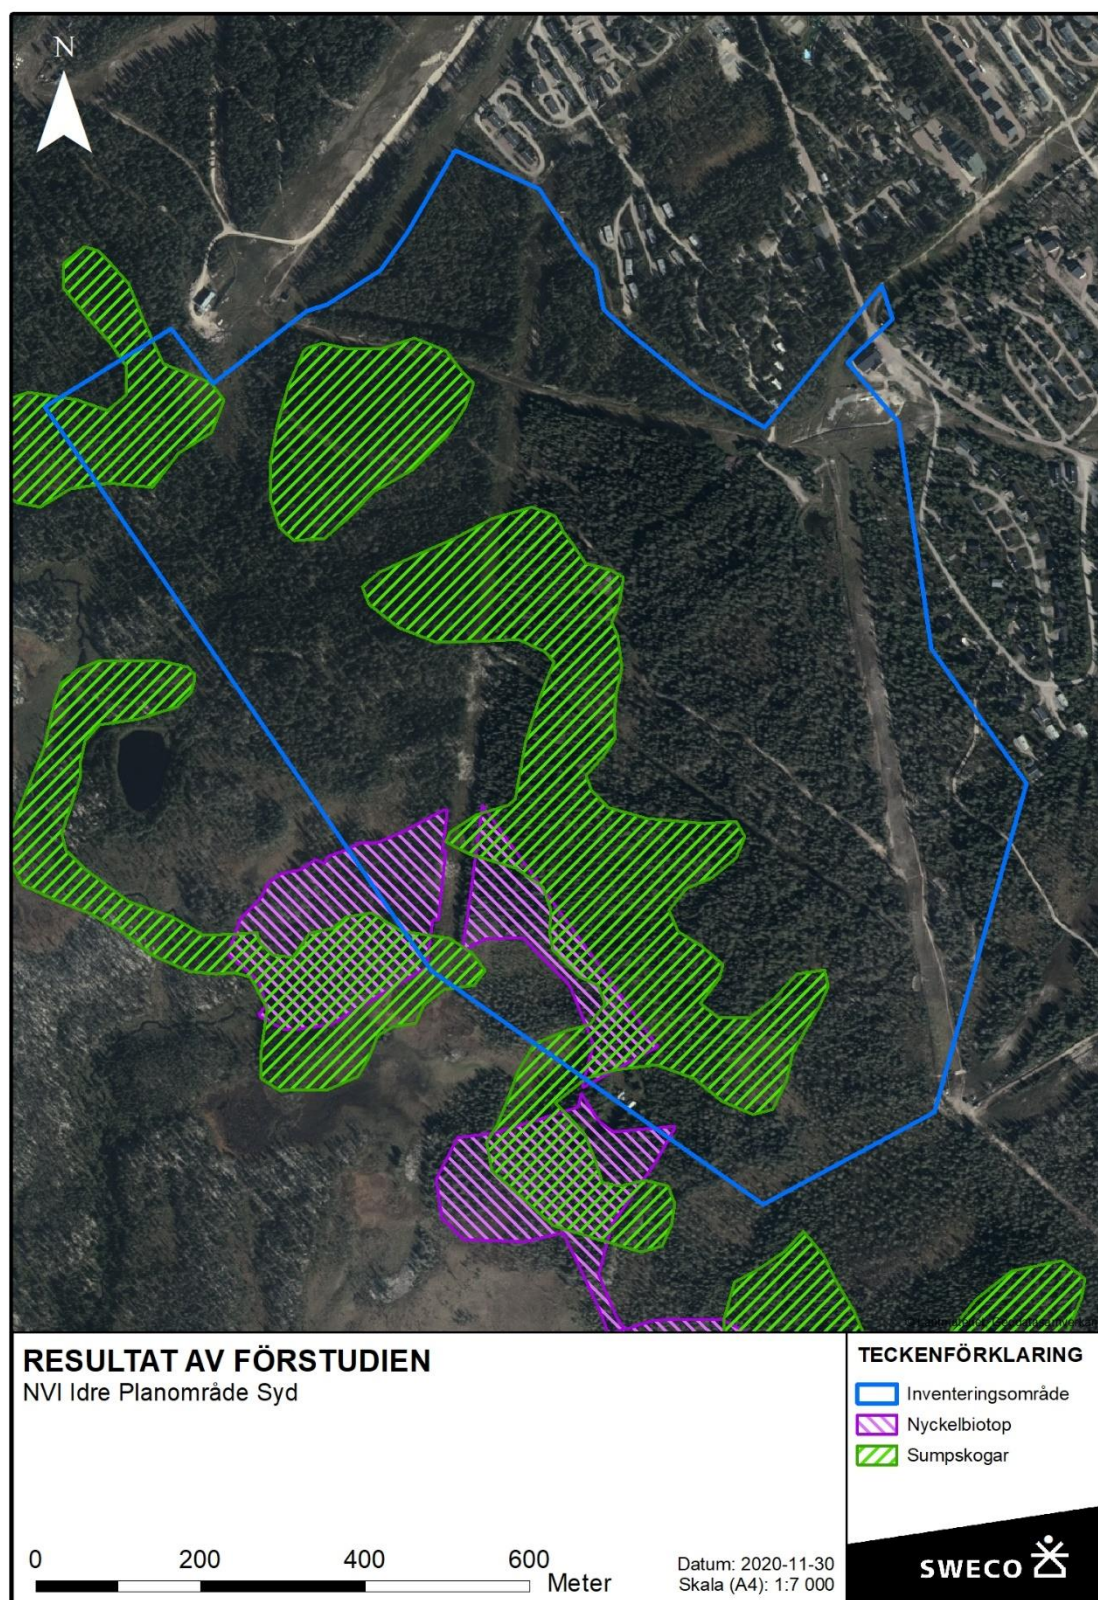 N
RESULTAT AV FÖRSTUDIEN
NVI Idre Planområde Syd
0 200 400 600 Meter
Datum: 2020-11-30
Skala (A4): 1:7 000
TECKENFÖRKLARING
Inventeringsområde
Nyckelbiotop
Sumpskogar
SWECO